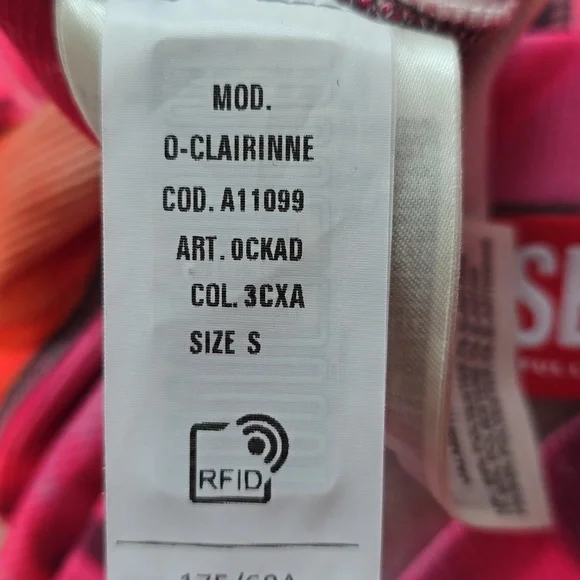 MOD.
O-CLAIRINNE
COD. A11099
ART. 0CKAD
COL. 3CXA
SIZE S
RFID